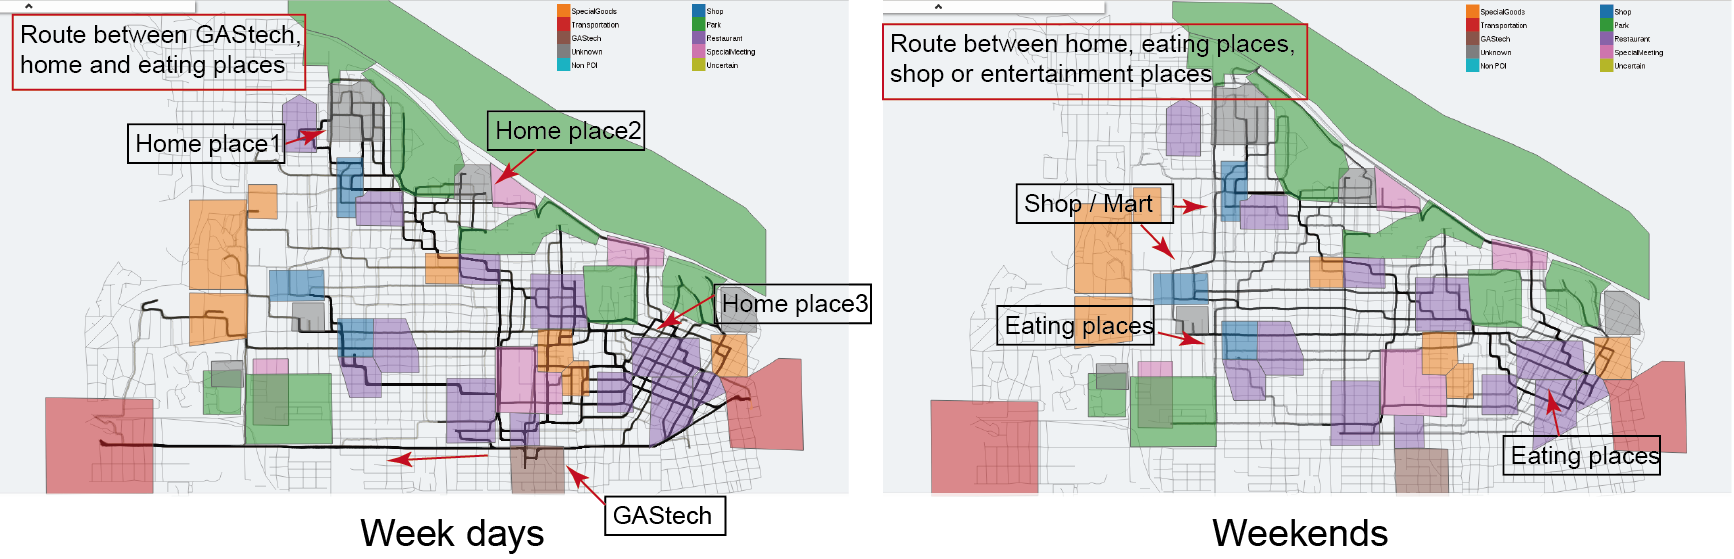 SpecialGoods
Transportation
GAStech
Unknown
Non POI
Shop
Park
Restaurant
SpecialMeeting
Uncertain
Route between GAStech,
home and eating places
Home place1
Home place2
Home place3
GAStech
Week days
SpecialGoods
Transportation
GAStech
Unknown
Non POI
Shop
Park
Restaurant
SpecialMeeting
Uncertain
Route between home, eating places,
shop or entertainment places
Shop / Mart
Eating places
Eating places
Weekends